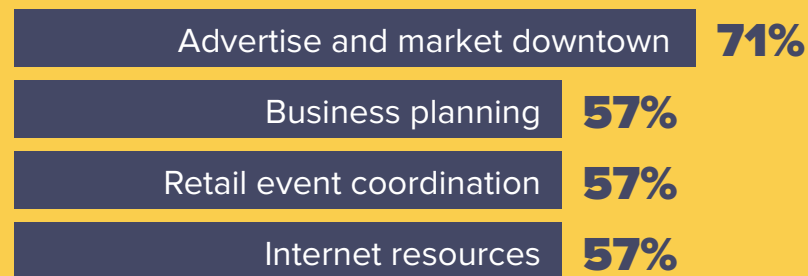 Advertise and market downtown 71%
Business planning 57%
Retail event coordination 57%
Internet resources 57%